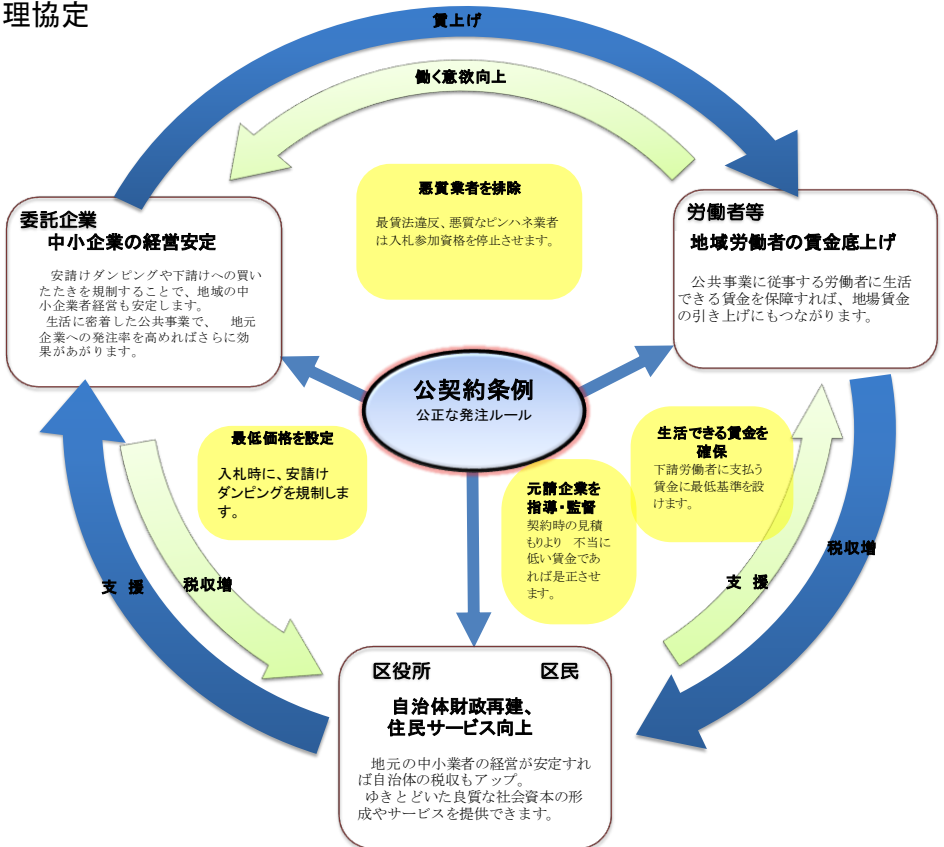 理協定
賃上げ
働く意欲向上
悪質業者を排除
最賃法違反、悪質なピンハネ業者
は入札参加資格を停止させます。
委託企業
中小企業の経営安定
安請けダンピングや下請けへの買い
たたきを規制することで、地域の中
小企業者経営も安定します。
生活に密着した公共事業で、 地元
企業への発注率を高めればさらに効
果があがります。
労働者等
地域労働者の賃金底上げ
公共事業に従事する労働者に生活
できる賃金を保障すれば、地場賃金
の引き上げにもつながります。
公契約条例
公正な発注ルール
最低価格を設定
入札時に、安請け
ダンピングを規制しま
す。
生活できる賃金を
確保
下請労働者に支払う
賃金に最低基準を設
けます。
元請企業を
指導・監督
契約時の見積
もりより 不当に
低い賃金であ
れば是正させ
ます。
支 援
税収増
支 援
税収増
区役所 区民
自治体財政再建、
住民サービス向上
地元の中小業者の経営が安定すれ
ば自治体の税収もアップ。
ゆきとどいた良質な社会資本の形
成やサービスを提供できます。